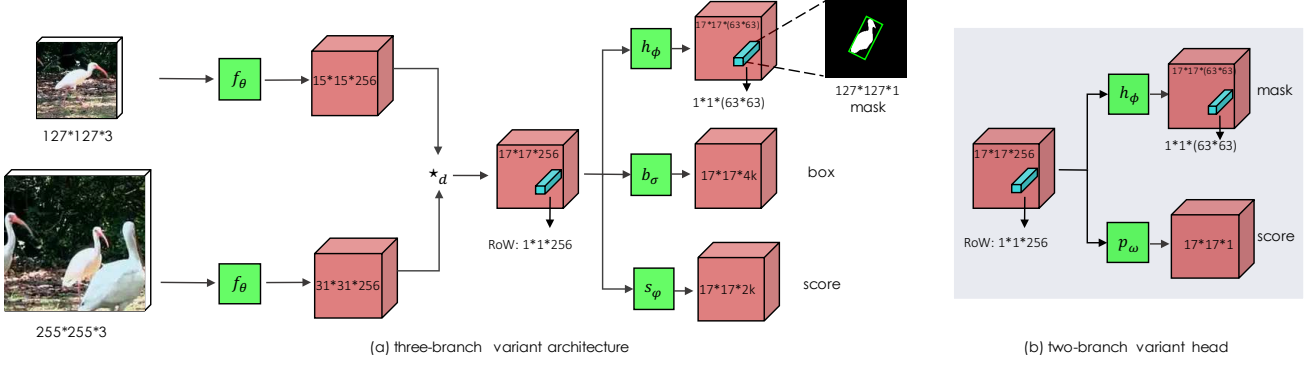 127*127*3
f_θ
15*15*256
255*255*3
f_θ
31*31*256
⋆_d
17*17*256
RoW: 1*1*256
h_ϕ
17*17*(63*63)
1*1*(63*63)
127*127*1
mask
b_σ
17*17*4k
box
s_φ
17*17*2k
score
(a) three-branch variant architecture
17*17*256
RoW: 1*1*256
h_ϕ
17*17*(63*63)
mask
1*1*(63*63)
p_ω
17*17*1
score
(b) two-branch variant head